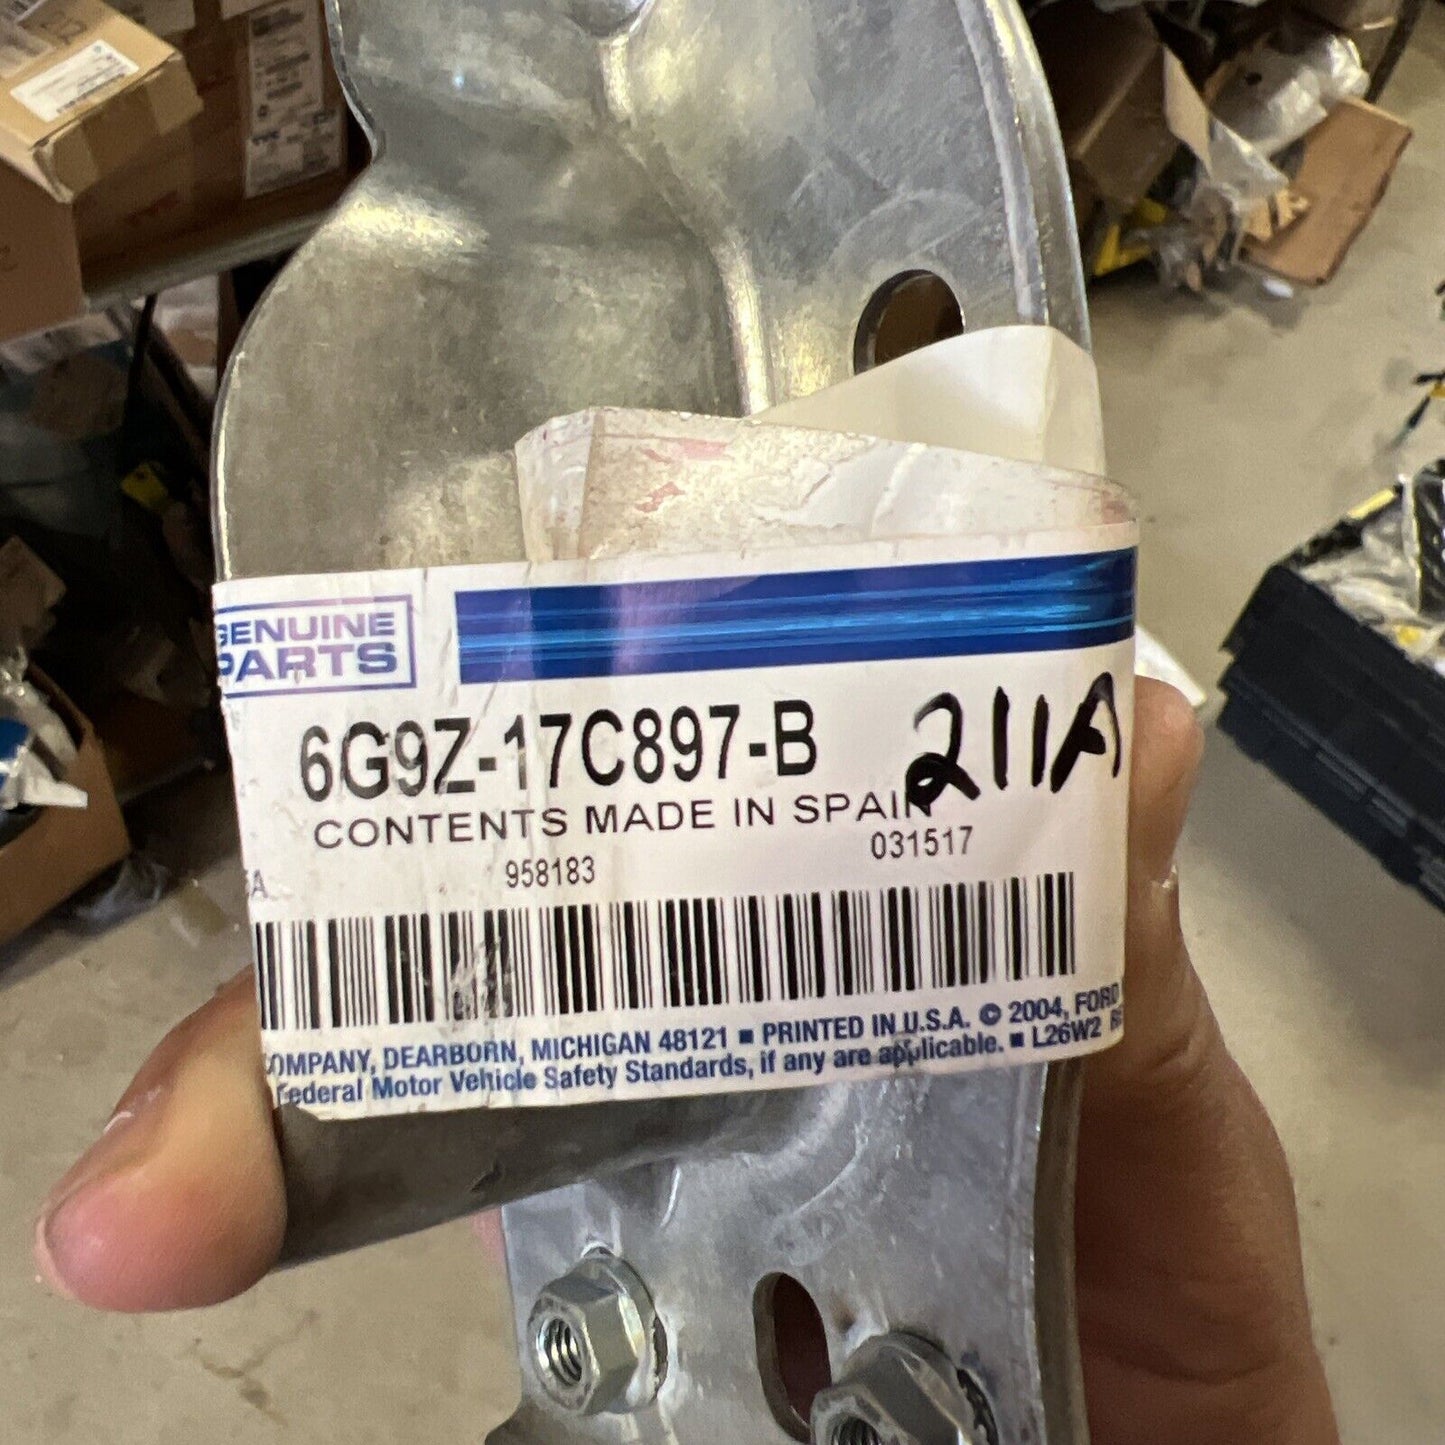 GENUINE
PARTS
6G9Z-17C897-B 211A
CONTENTS MADE IN SPAIN
958183 031517
COMPANY, DEARBORN, MICHIGAN 48121 ■ PRINTED IN U.S.A. © 2004, FORD
Federal Motor Vehicle Safety Standards, if any are applicable. ■ L26W2